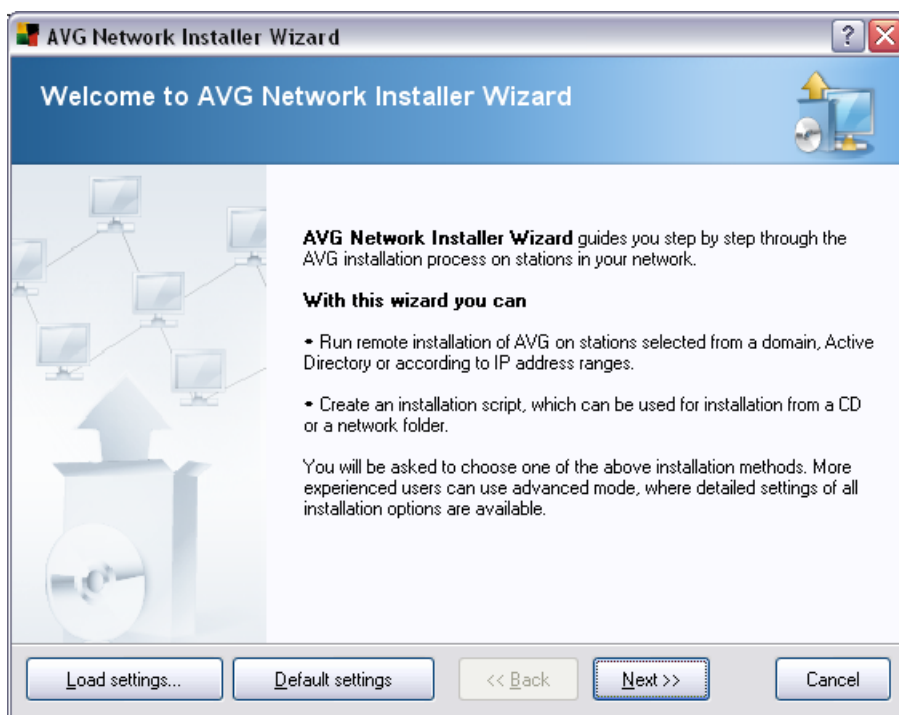 AVG Network Installer Wizard
?
Welcome to AVG Network Installer Wizard
AVG Network Installer Wizard guides you step by step through the
AVG installation process on stations in your network.
With this wizard you can
• Run remote installation of AVG on stations selected from a domain, Active
Directory or according to IP address ranges.
• Create an installation script, which can be used for installation from a CD
or a network folder.
You will be asked to choose one of the above installation methods. More
experienced users can use advanced mode, where detailed settings of all
installation options are available.
Load settings... Default settings << Back Next >> Cancel